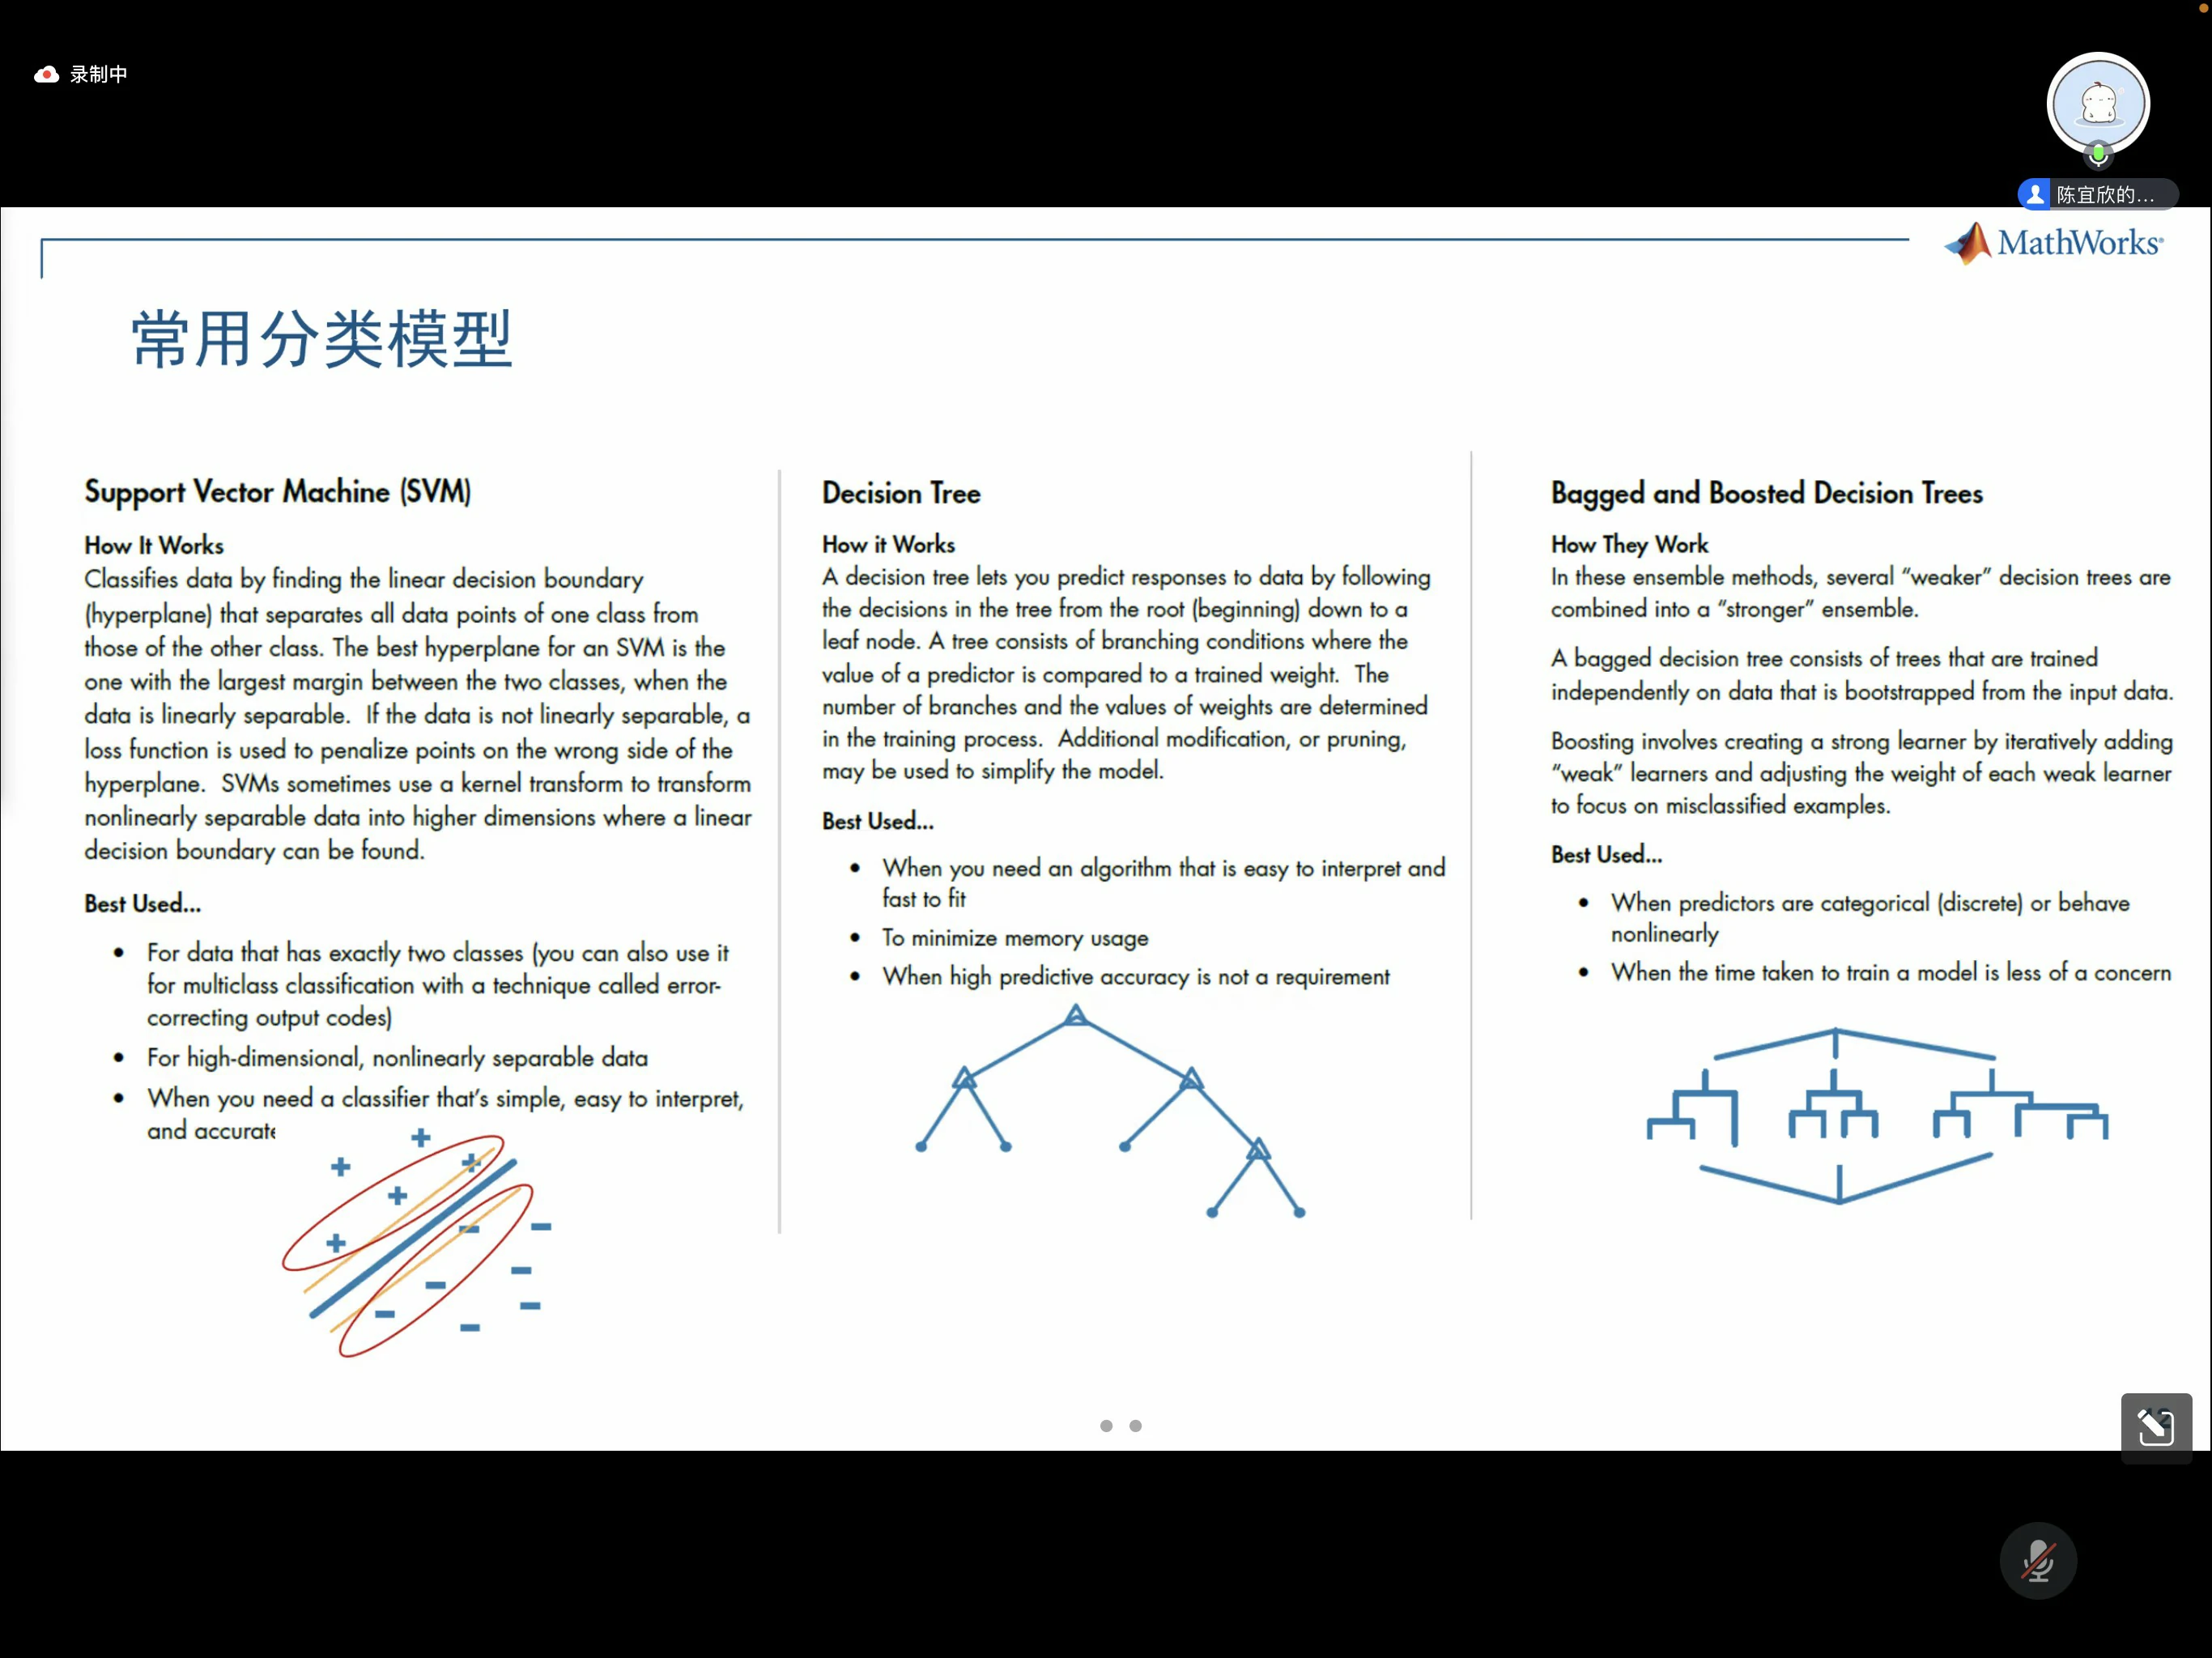 录制中
陈宜欣的...
MathWorks®
常用分类模型
Support Vector Machine (SVM)
How It Works
Classifies data by finding the linear decision boundary
(hyperplane) that separates all data points of one class from
those of the other class. The best hyperplane for an SVM is the
one with the largest margin between the two classes, when the
data is linearly separable. If the data is not linearly separable, a
loss function is used to penalize points on the wrong side of the
hyperplane. SVMs sometimes use a kernel transform to transform
nonlinearly separable data into higher dimensions where a linear
decision boundary can be found.
Best Used...
• For data that has exactly two classes (you can also use it
for multiclass classification with a technique called error-
correcting output codes)
• For high-dimensional, nonlinearly separable data
• When you need a classifier that's simple, easy to interpret,
and accurate
Decision Tree
How it Works
A decision tree lets you predict responses to data by following
the decisions in the tree from the root (beginning) down to a
leaf node. A tree consists of branching conditions where the
value of a predictor is compared to a trained weight. The
number of branches and the values of weights are determined
in the training process. Additional modification, or pruning,
may be used to simplify the model.
Best Used...
• When you need an algorithm that is easy to interpret and
fast to fit
• To minimize memory usage
• When high predictive accuracy is not a requirement
Bagged and Boosted Decision Trees
How They Work
In these ensemble methods, several “weaker” decision trees are
combined into a “stronger” ensemble.
A bagged decision tree consists of trees that are trained
independently on data that is bootstrapped from the input data.
Boosting involves creating a strong learner by iteratively adding
“weak” learners and adjusting the weight of each weak learner
to focus on misclassified examples.
Best Used...
• When predictors are categorical (discrete) or behave
nonlinearly
• When the time taken to train a model is less of a concern